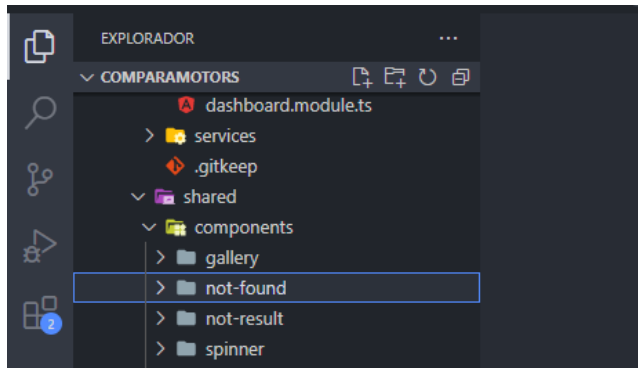 EXPLORADOR
COMPARAMOTORS
dashboard.module.ts
services
.gitkeep
shared
components
gallery
not-found
not-result
spinner
2